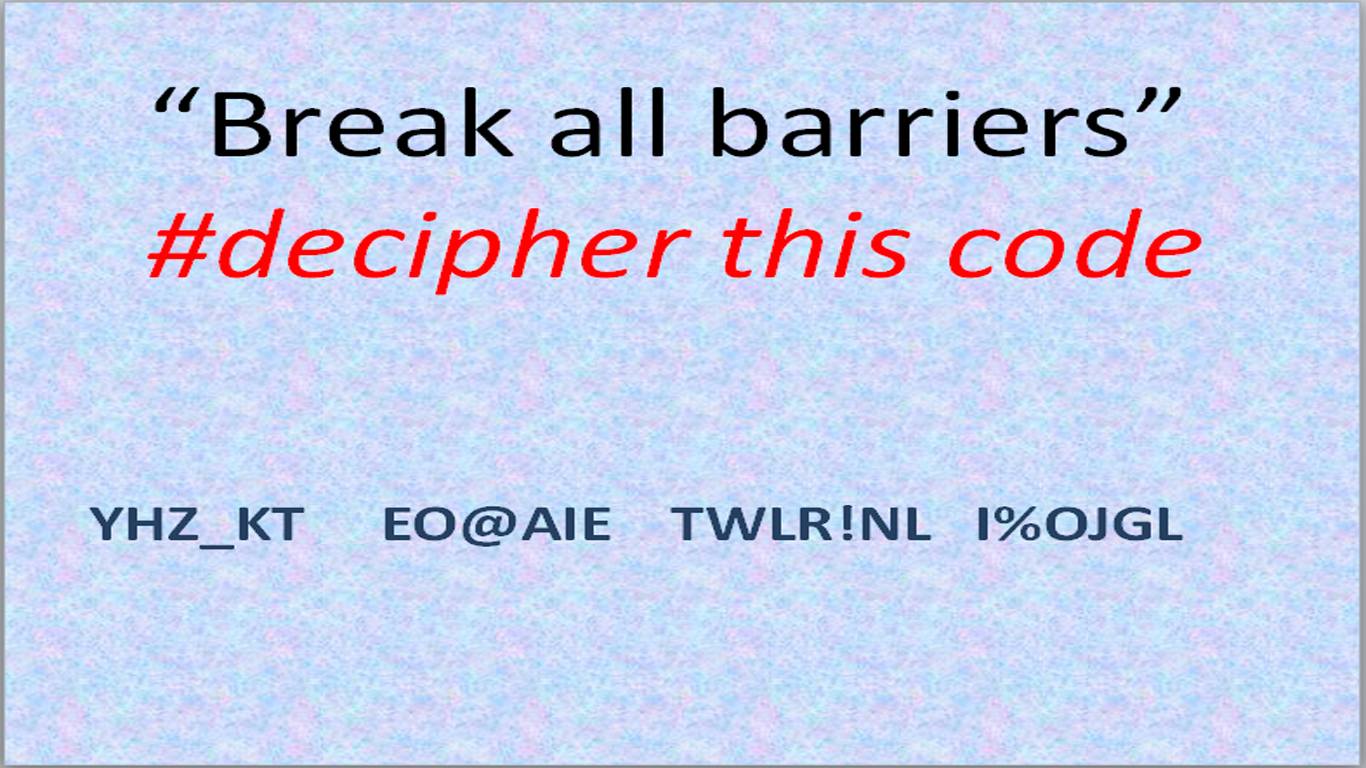 “Break all barriers”
#decipher this code
YHZ_KT EO@AIE TWLR!NL I%OJGL